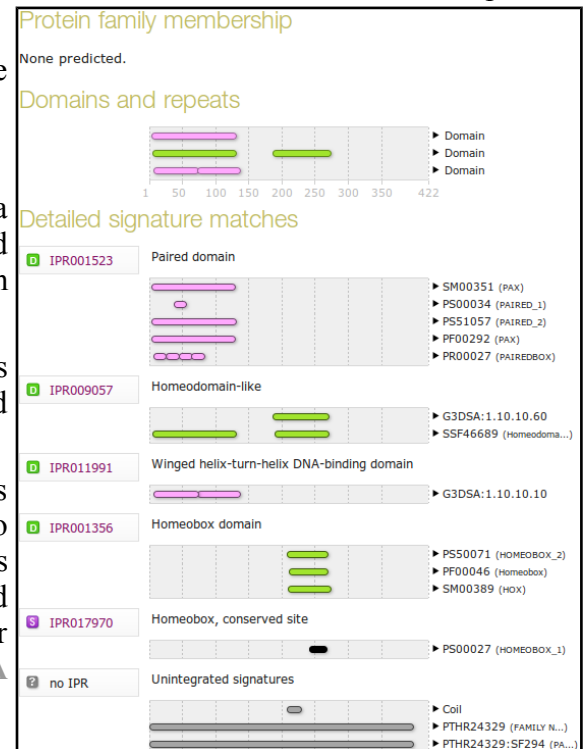 Protein family membership
None predicted.
Domains and repeats
Domain
Domain
Domain
1 50 100 150 200 250 300 350 422
Detailed signature matches
D IPR001523 Paired domain
SM00351 (PAX)
PS00034 (PAIRED_1)
PS51057 (PAIRED_2)
PF00292 (PAX)
PR00027 (PAIREDBOX)
D IPR009057 Homeodomain-like
G3DSA:1.10.10.60
SSF46689 (Homeodoma...)
D IPR011991 Winged helix-turn-helix DNA-binding domain
G3DSA:1.10.10.10
D IPR001356 Homeobox domain
PS50071 (HOMEOBOX_2)
PF00046 (Homeobox)
SM00389 (HOX)
S IPR017970 Homeobox, conserved site
PS00027 (HOMEOBOX_1)
? no IPR Unintegrated signatures
Coil
PTHR24329 (FAMILY N...)
PTHR24329:SF294 (PA...)